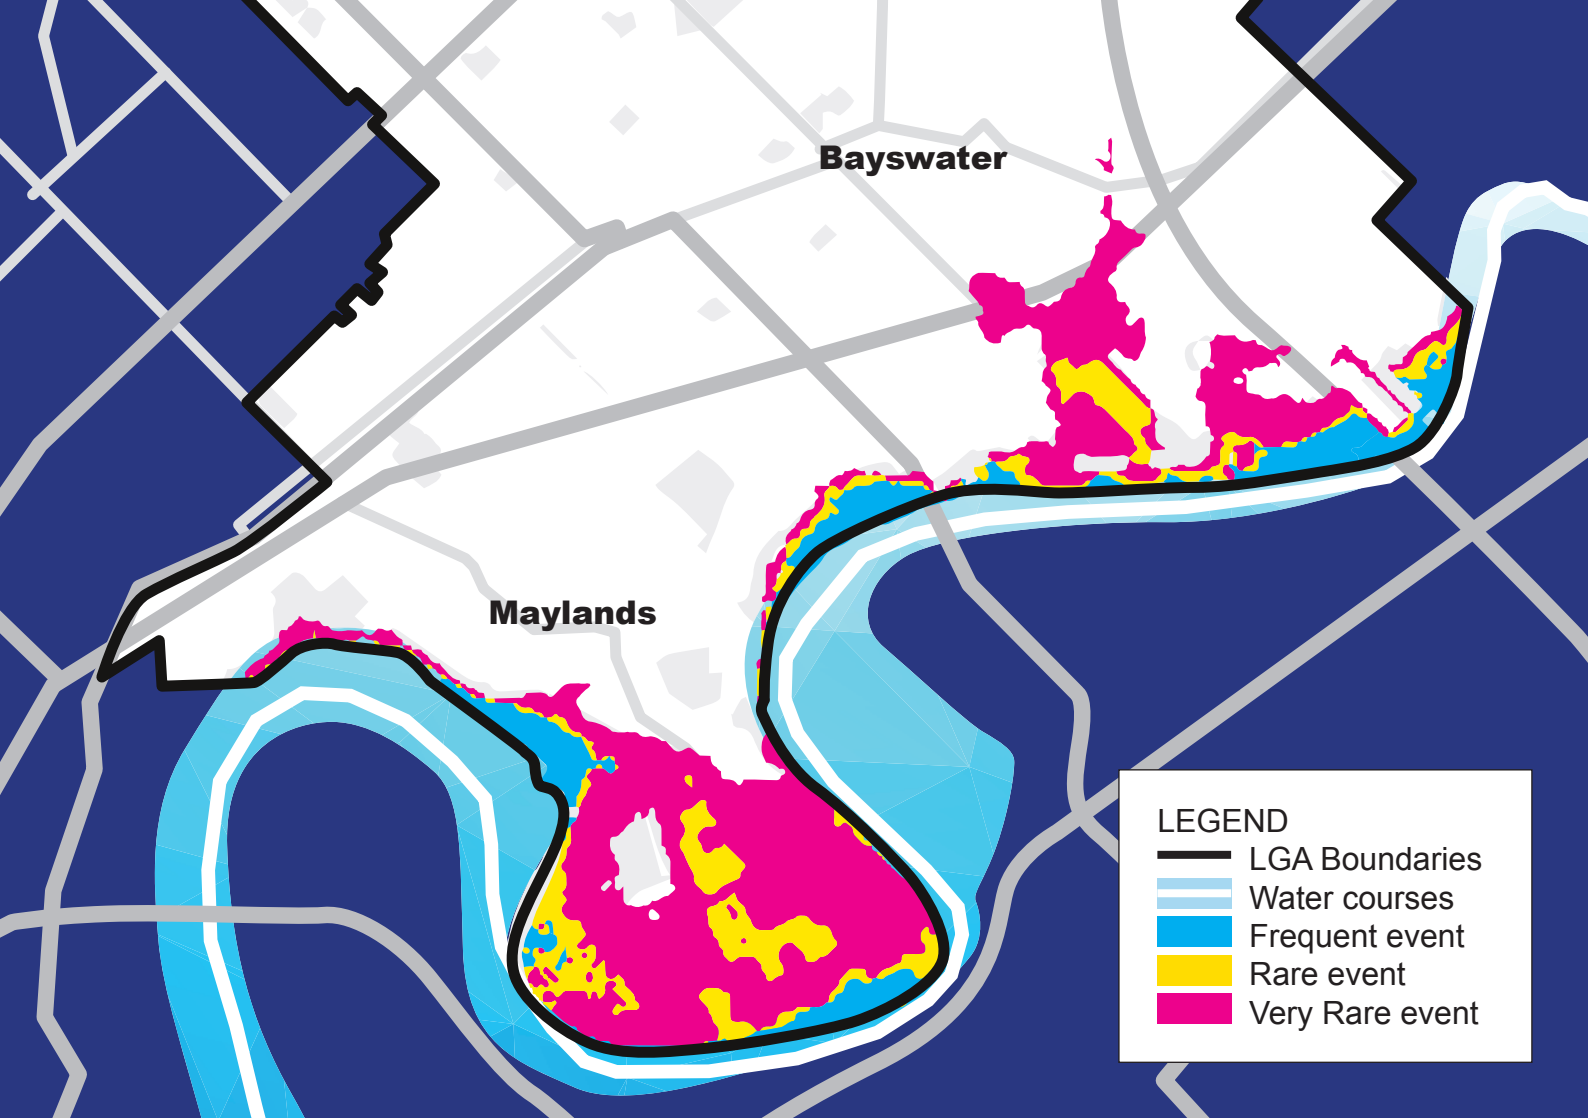 Bayswater
Maylands
LEGEND
LGA Boundaries
Water courses
Frequent event
Rare event
Very Rare event